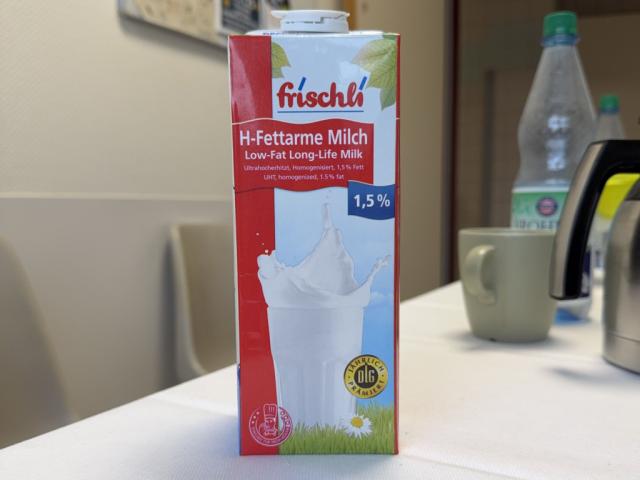 frischli
H-Fettarme Milch
Low-Fat Long-Life Milk
Ultrahocherhitzt, Homogenisiert, 1,5% Fett
UHT, homogenized, 1.5% fat
1,5 %
JÄHRLICH
DLG
PRÄMIERT